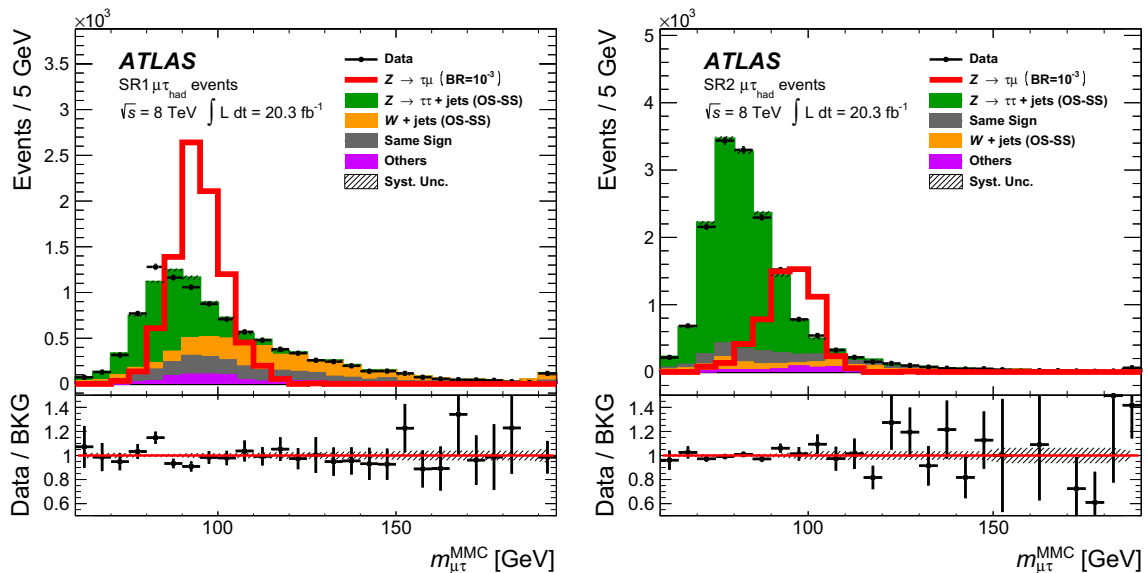 ×10³
3.5
3
2.5
2
1.5
1
0.5
0
Events / 5 GeV
ATLAS
SR1 μτhad events
√s = 8 TeV ∫ L dt = 20.3 fb⁻¹
Data
Z → τμ (BR=10⁻³)
Z → ττ + jets (OS-SS)
W + jets (OS-SS)
Same Sign
Others
Syst. Unc.
Data / BKG
1.4
1.2
1
0.8
0.6
100
150
m_{μτ}^{MMC} [GeV]
×10³
5
4
3
2
1
0
Events / 5 GeV
ATLAS
SR2 μτhad events
√s = 8 TeV ∫ L dt = 20.3 fb⁻¹
Data
Z → τμ (BR=10⁻³)
Z → ττ + jets (OS-SS)
Same Sign
W + jets (OS-SS)
Others
Syst. Unc.
Data / BKG
1.4
1.2
1
0.8
0.6
100
150
m_{μτ}^{MMC} [GeV]